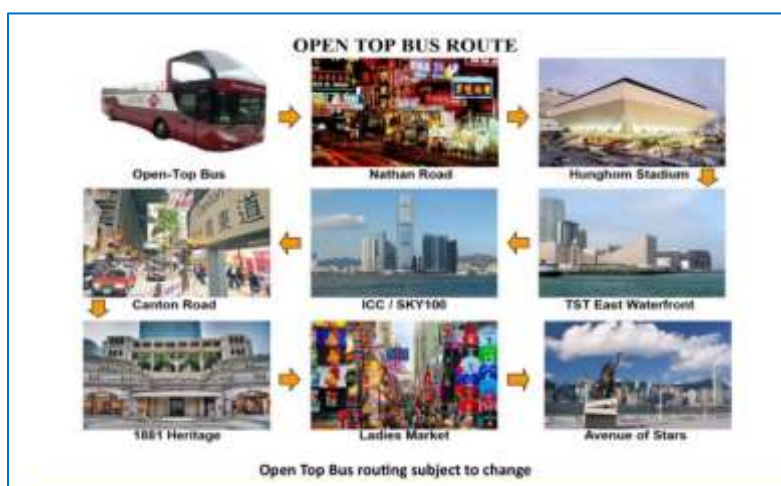 OPEN TOP BUS ROUTE
Open-Top Bus
Nathan Road
Hunghom Stadium
TST East Waterfront
ICC / SKY100
Canton Road
1881 Heritage
Ladies Market
Avenue of Stars
Open Top Bus routing subject to change